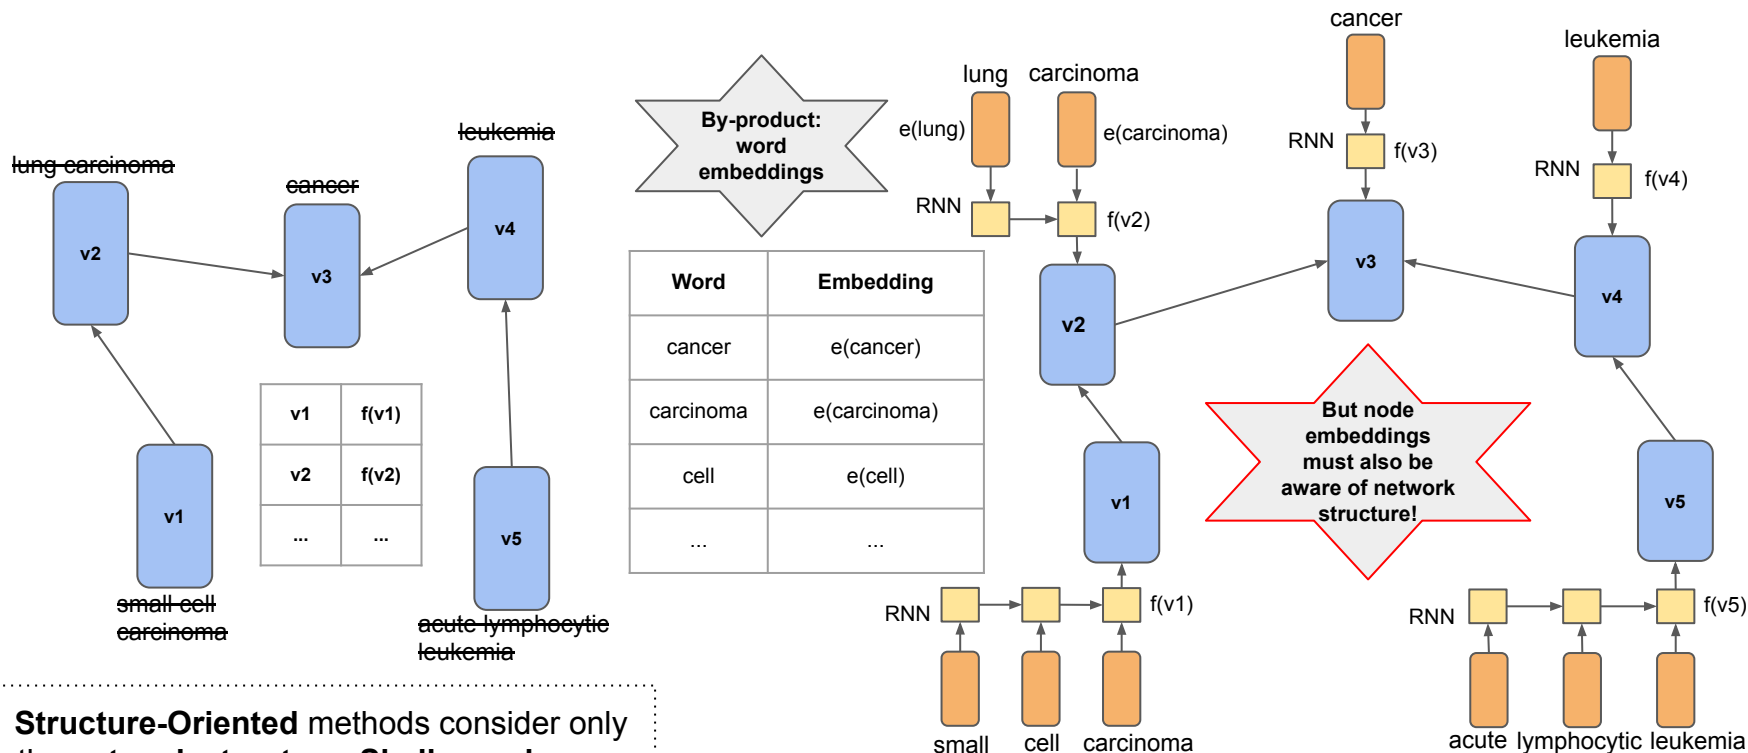 lung carcinoma
cancer
leukemia
v2
v3
v4
v1 f(v1)
v2 f(v2)
... ...
v1
v5
small cell
carcinoma
acute lymphocytic
leukemia
Structure-Oriented methods consider only
By-product:
word
embeddings
Word Embedding
cancer e(cancer)
carcinoma e(carcinoma)
cell e(cell)
... ...
lung carcinoma
e(lung) e(carcinoma)
RNN f(v2)
v2
cancer
RNN f(v3)
v3
leukemia
RNN f(v4)
v4
But node
embeddings
must also be
aware of network
structure!
v1
v5
RNN f(v1)
small cell carcinoma
RNN f(v5)
acute lymphocytic leukemia